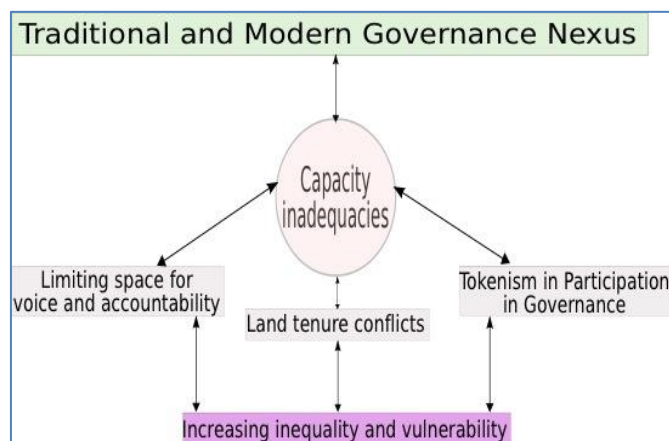 Traditional and Modern Governance Nexus
Capacity
inadequacies
Limiting space for
voice and accountability
Land tenure conflicts
Tokenism in Participation
in Governance
Increasing inequality and vulnerability